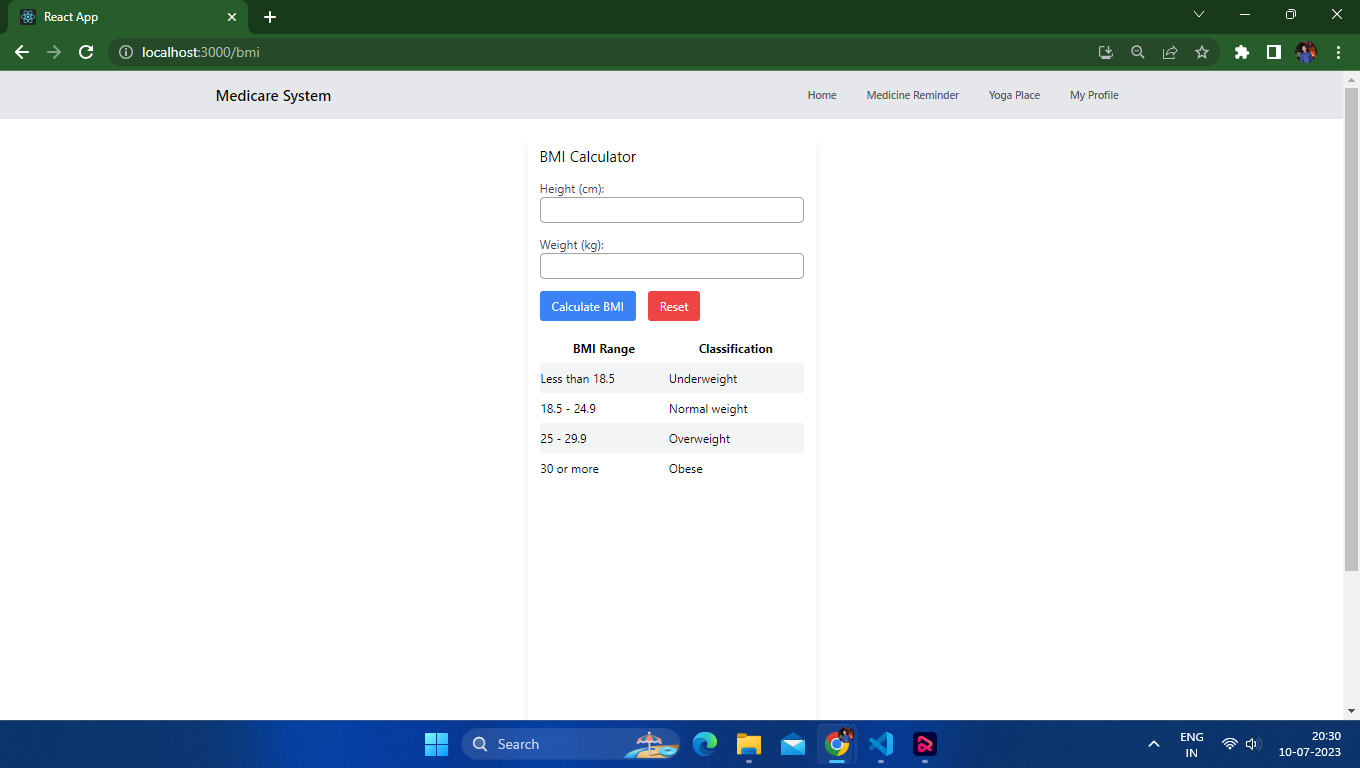 React App
localhost:3000/bmi
Medicare System
Home Medicine Reminder Yoga Place My Profile
BMI Calculator
Height (cm):
Weight (kg):
Calculate BMI Reset
BMI Range Classification
Less than 18.5 Underweight
18.5 - 24.9 Normal weight
25 - 29.9 Overweight
30 or more Obese
Search
ENG
IN
20:30
10-07-2023